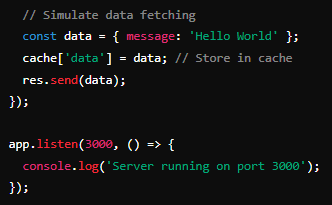 // Simulate data fetching
const data = { message: 'Hello World' };
cache['data'] = data; // Store in cache
res.send(data);
});
app.listen(3000, () => {
console.log('Server running on port 3000');
});